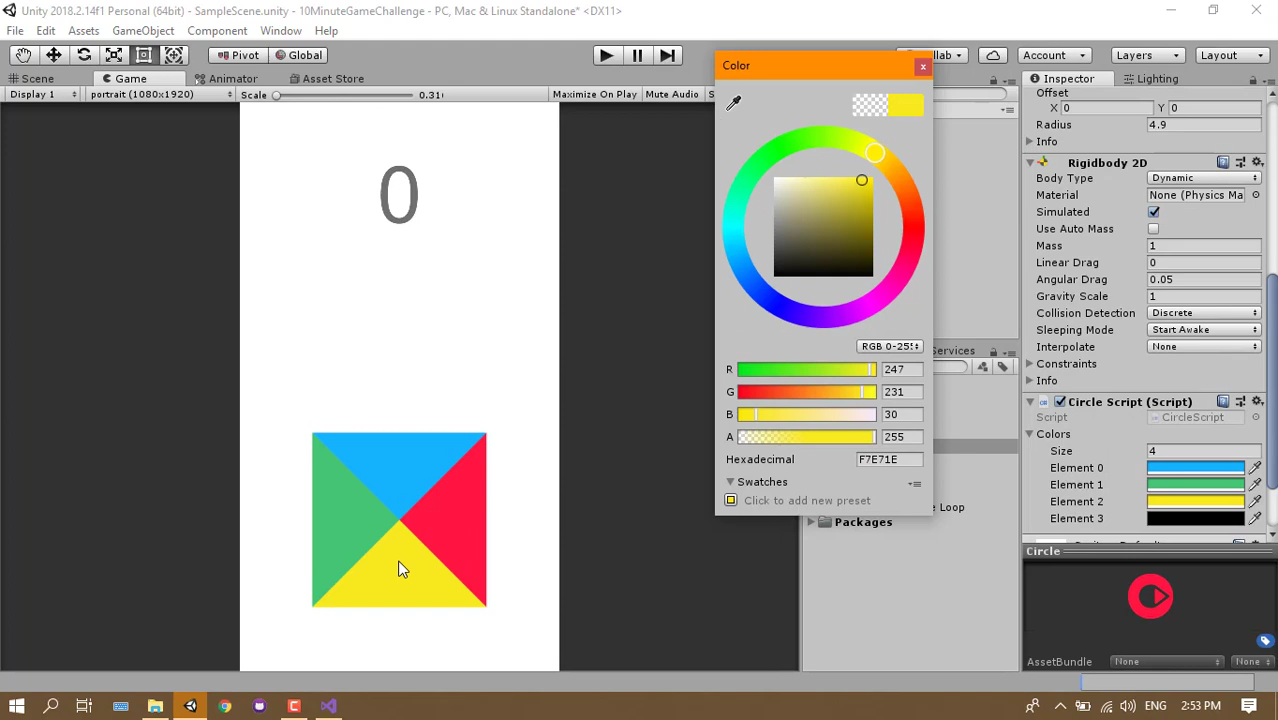 Unity 2018.2.14f1 Personal (64bit) - SampleScene.unity - 10MinuteGameChallenge - PC, Mac & Linux Standalone* <DX11>
File Edit Assets GameObject Component Window Help
Pivot Global Account Layers Layout
Scene Game Animator Asset Store
Display 1 portrait (1080x1920) Scale 0.31 Maximize On Play Mute Audio
Color
RGB 0-255
R 247
G 231
B 30
A 255
Hexadecimal F7E71E
Swatches
Click to add new preset
0
Services
Loop
Packages
Inspector Lighting
Offset
X 0 Y 0
Radius 4.9
Info
Rigidbody 2D
Body Type Dynamic
Material None (Physics Ma
Simulated
Use Auto Mass
Mass 1
Linear Drag 0
Angular Drag 0.05
Gravity Scale 1
Collision Detection Discrete
Sleeping Mode Start Awake
Interpolate None
Constraints
Info
Circle Script (Script)
Script CircleScript
Colors
Size 4
Element 0
Element 1
Element 2
Element 3
Circle
AssetBundle None None
ENG 2:53 PM